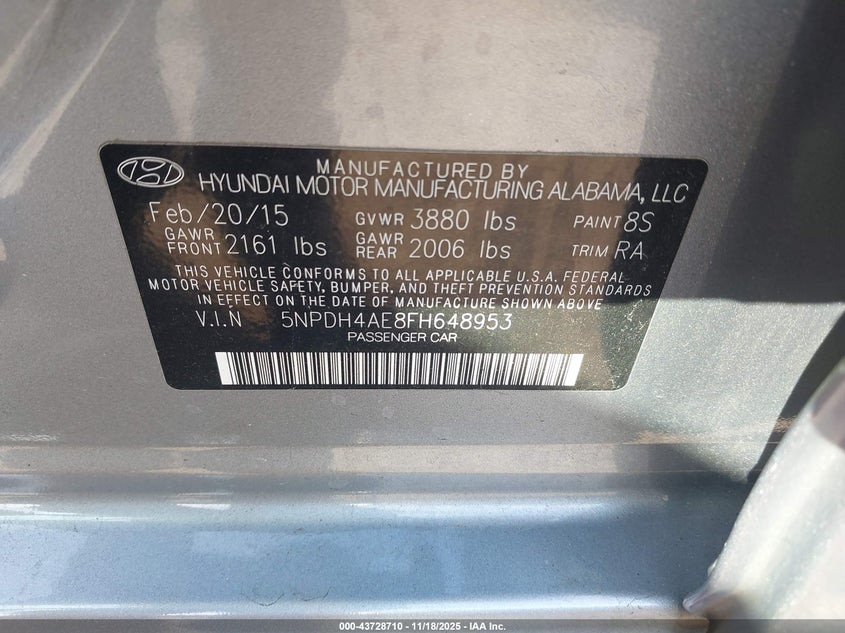 MANUFACTURED BY
HYUNDAI MOTOR MANUFACTURING ALABAMA, LLC
Feb/20/15 GVWR 3880 lbs PAINT 8S
GAWR FRONT 2161 lbs GAWR REAR 2006 lbs TRIM RA
THIS VEHICLE CONFORMS TO ALL APPLICABLE U.S.A. FEDERAL
MOTOR VEHICLE SAFETY, BUMPER, AND THEFT PREVENTION STANDARDS
IN EFFECT ON THE DATE OF MANUFACTURE SHOWN ABOVE.
V.I.N 5NPDH4AE8FH648953
PASSENGER CAR
000-43728710 - 11/18/2025 - IAA Inc.